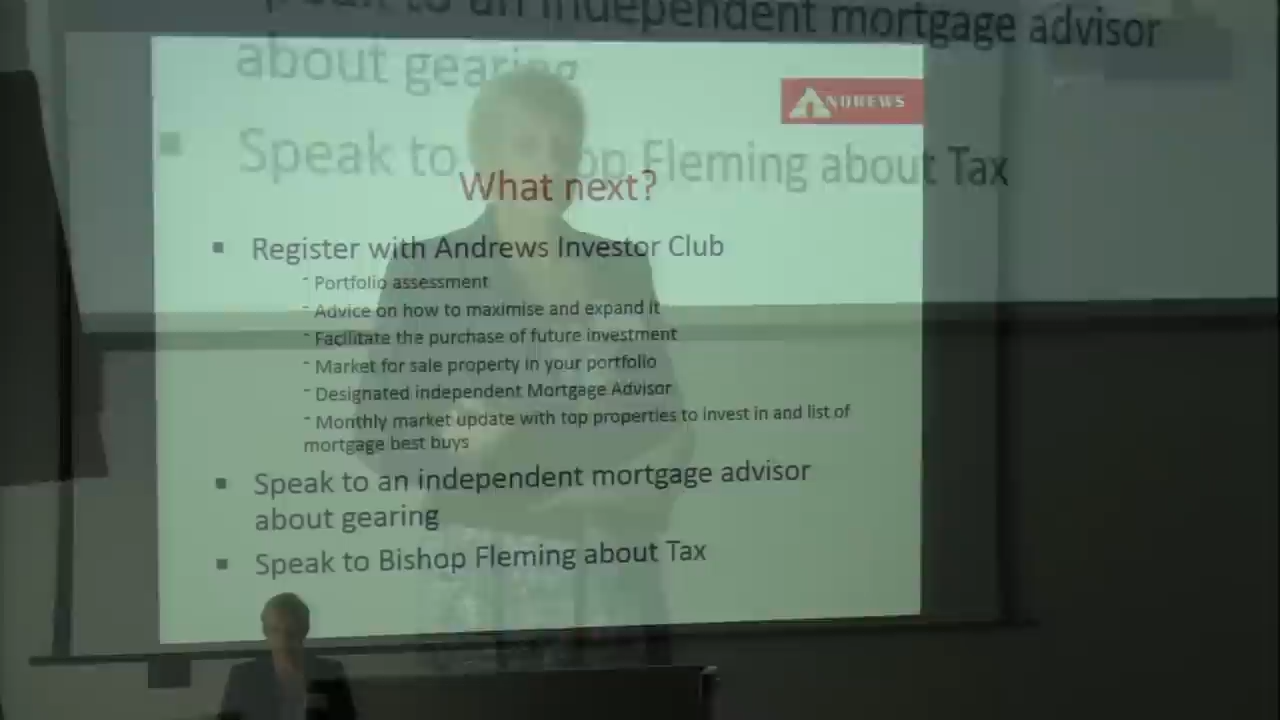 Speak to an independent mortgage advisor
about gearing
Speak to Fleming about Tax
ANDREWS
What next?
Register with Andrews Investor Club
Portfolio assessment
Advice on how to maximise and expand it
Facilitate the purchase of future investment
Market for sale property in your portfolio
Designated independent Mortgage Advisor
Monthly market update with top properties to invest in and list of
mortgage best buys
Speak to an independent mortgage advisor
about gearing
Speak to Bishop Fleming about Tax